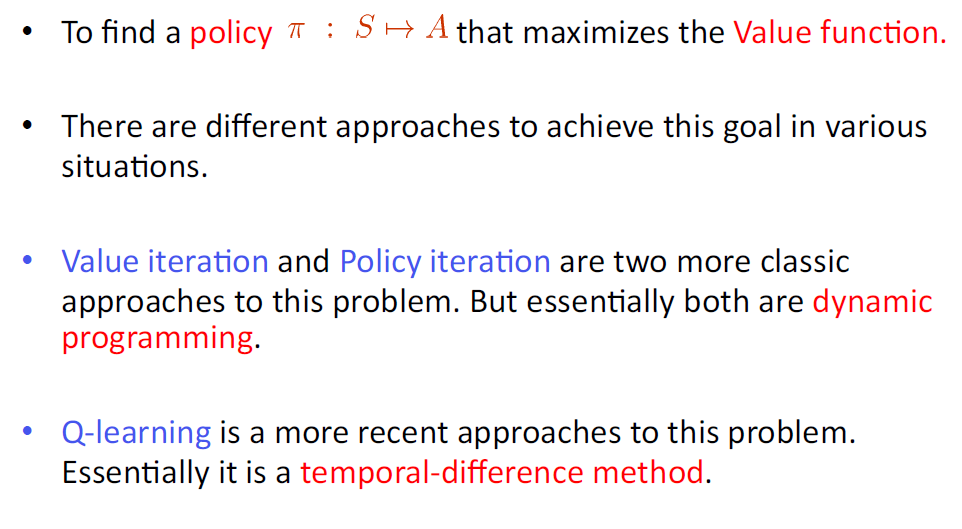 • To find a policy π : S ↦ A that maximizes the Value function.
• There are different approaches to achieve this goal in various
situations.
• Value iteration and Policy iteration are two more classic
approaches to this problem. But essentially both are dynamic
programming.
• Q-learning is a more recent approaches to this problem.
Essentially it is a temporal-difference method.